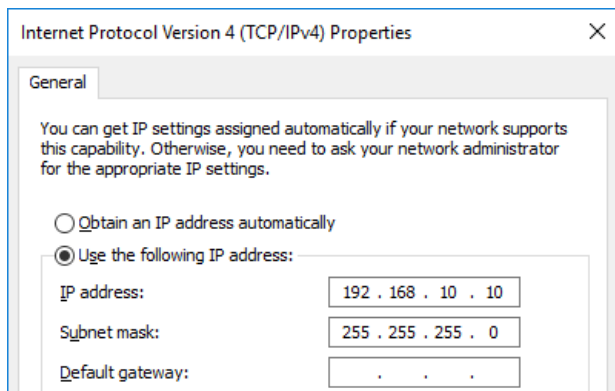 Internet Protocol Version 4 (TCP/IPv4) Properties
General
You can get IP settings assigned automatically if your network supports
this capability. Otherwise, you need to ask your network administrator
for the appropriate IP settings.
Obtain an IP address automatically
Use the following IP address:
IP address: 192 . 168 . 10 . 10
Subnet mask: 255 . 255 . 255 . 0
Default gateway: . . .